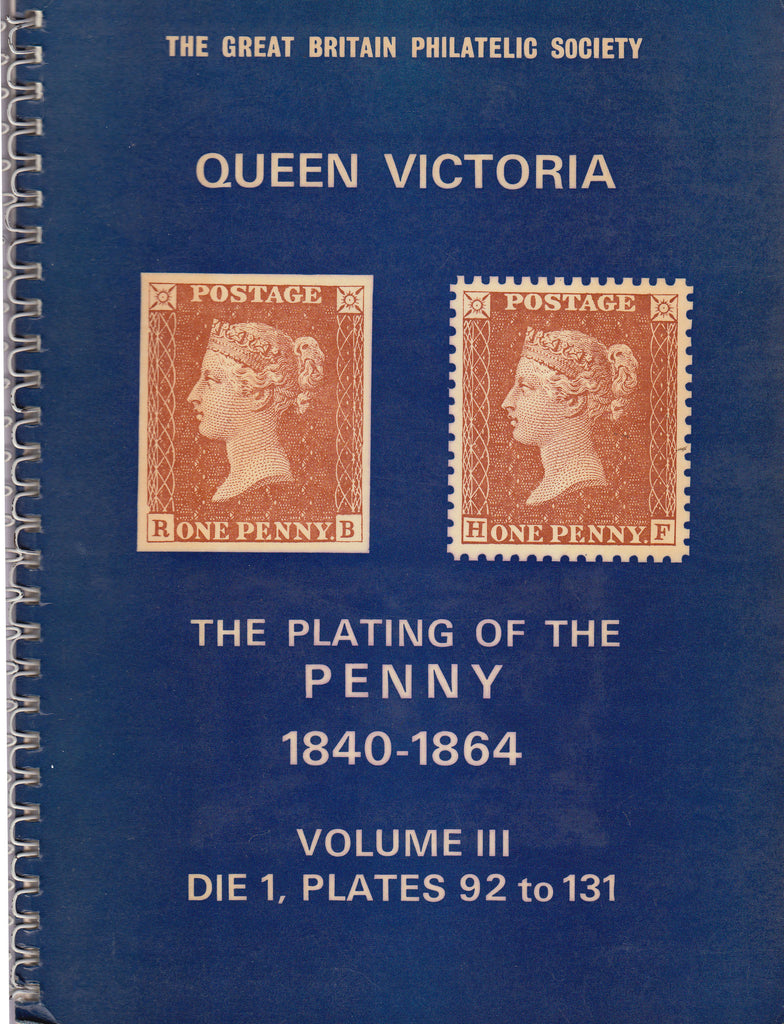 THE GREAT BRITAIN PHILATELIC SOCIETY
QUEEN VICTORIA
POSTAGE
R ONE PENNY. B
POSTAGE
H ONE PENNY. F
THE PLATING OF THE
PENNY
1840-1864
VOLUME III
DIE 1, PLATES 92 to 131